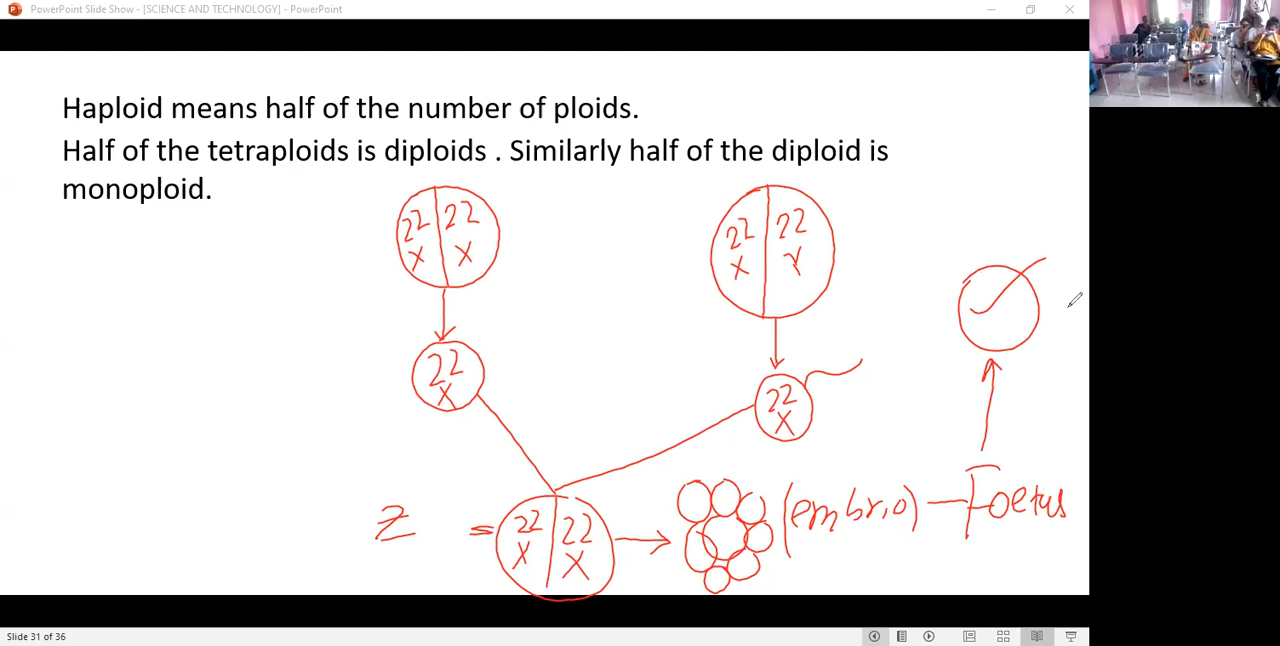 PowerPoint Slide Show - [SCIENCE AND TECHNOLOGY] - PowerPoint
Haploid means half of the number of ploids.
Half of the tetraploids is diploids . Similarly half of the diploid is
monoploid.
22 22
X X
22 22
X Y
22
X
22
X
Z = 22 22
X X
(embrio) - Foetus
Slide 31 of 36